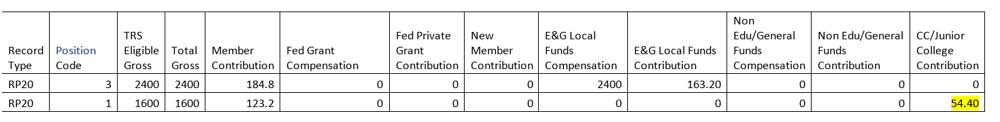 Record Type	Position Code	TRS Eligible Gross	Total Gross	Member Contribution	Fed Grant Compensation	Fed Private Grant Contribution	New Member Contribution	E&G Local Funds Compensation	E&G Local Funds Contribution	Non Edu/General Funds Compensation	Non Edu/General Funds Contribution	CC/Junior College Contribution
RP20	3	2400	2400	184.8	0	0	0	2400	163.20	0	0	0
RP20	1	1600	1600	123.2	0	0	0	0	0	0	0	54.40